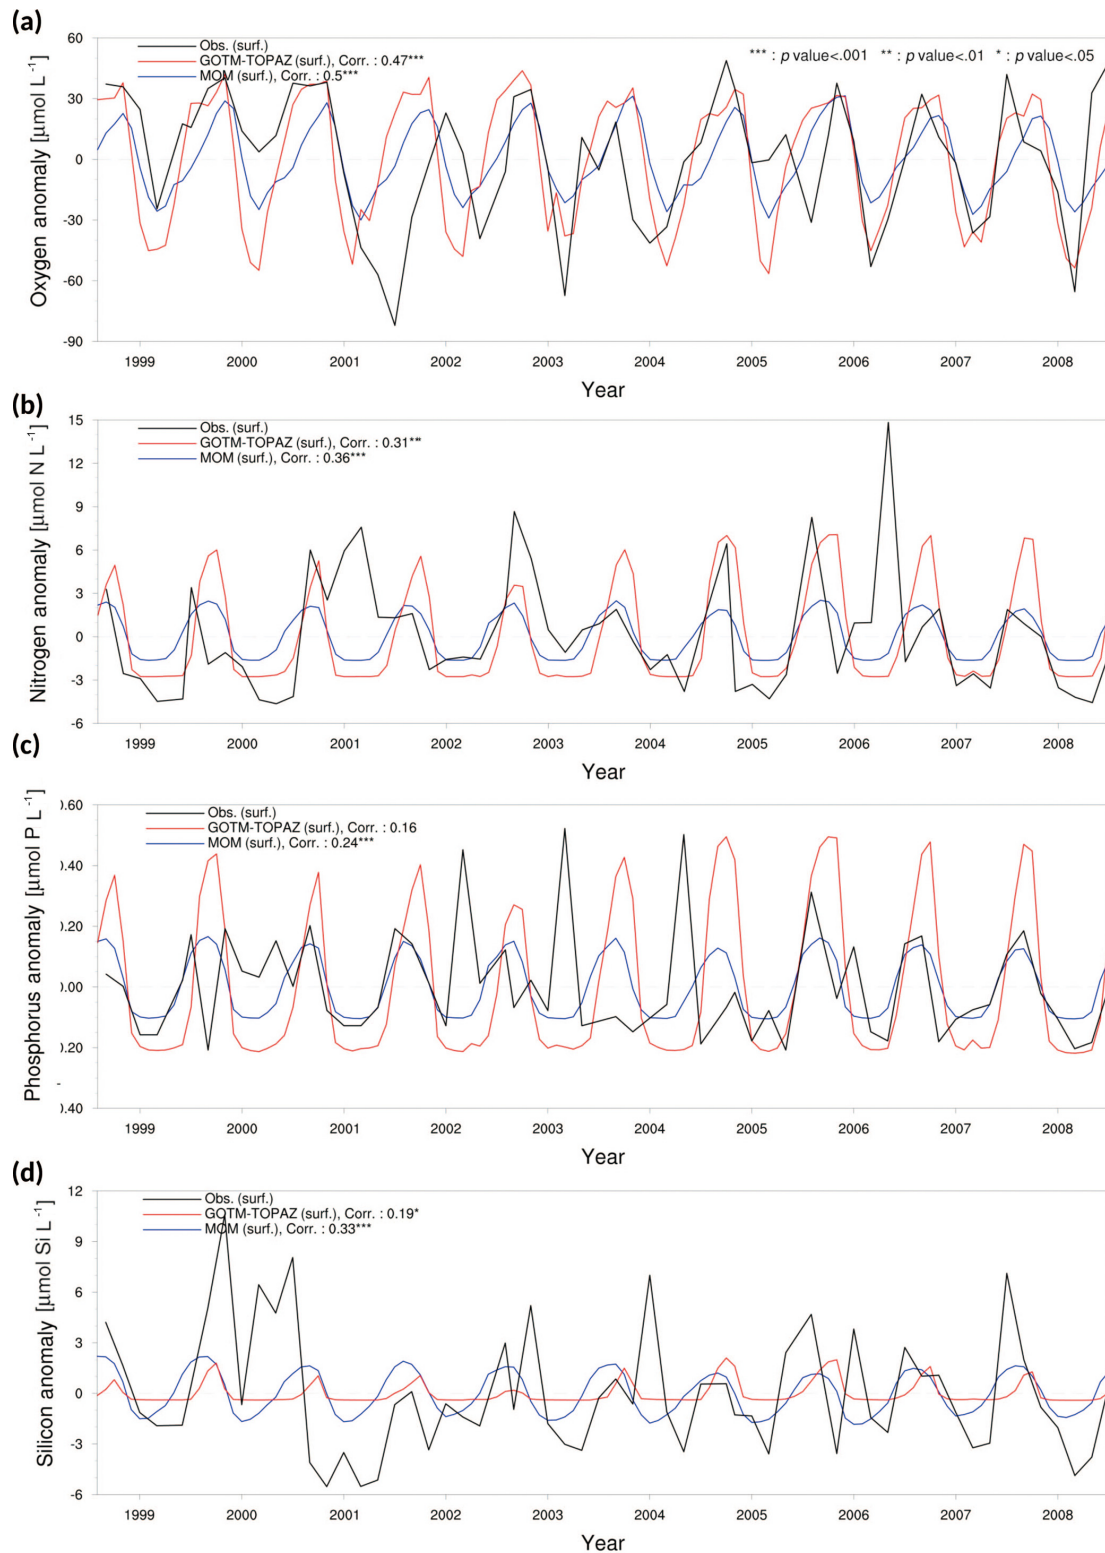 (a)
60
30
0
-30
-60
-90
Oxygen anomaly [µmol L⁻¹]
Obs. (surf.)
GOTM-TOPAZ (surf.), Corr. : 0.47***
MOM (surf.), Corr. : 0.5***
*** : p value<.001 ** : p value<.01 * : p value<.05
1999 2000 2001 2002 2003 2004 2005 2006 2007 2008
Year
(b)
15
12
9
6
3
0
-3
-6
Nitrogen anomaly [µmol N L⁻¹]
Obs. (surf.)
GOTM-TOPAZ (surf.), Corr. : 0.31***
MOM (surf.), Corr. : 0.36***
1999 2000 2001 2002 2003 2004 2005 2006 2007 2008
Year
(c)
).60
).40
).20
).00
).20
).40
Phosphorus anomaly [µmol P L⁻¹]
Obs. (surf.)
GOTM-TOPAZ (surf.), Corr. : 0.16
MOM (surf.), Corr. : 0.24***
1999 2000 2001 2002 2003 2004 2005 2006 2007 2008
Year
(d)
12
9
6
3
0
-3
-6
Silicon anomaly [µmol Si L⁻¹]
Obs. (surf.)
GOTM-TOPAZ (surf.), Corr. : 0.19*
MOM (surf.), Corr. : 0.33***
1999 2000 2001 2002 2003 2004 2005 2006 2007 2008
Year